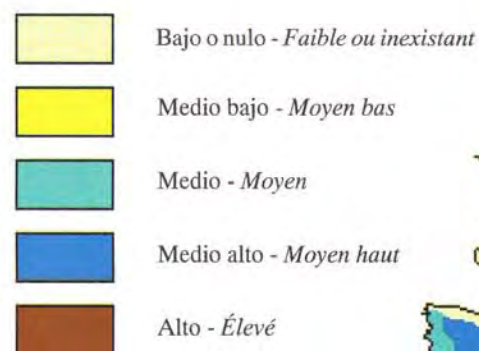 Bajo o nulo - Faible ou inexistant
Medio bajo - Moyen bas
Medio - Moyen
Medio alto - Moyen haut
Alto - Élevé